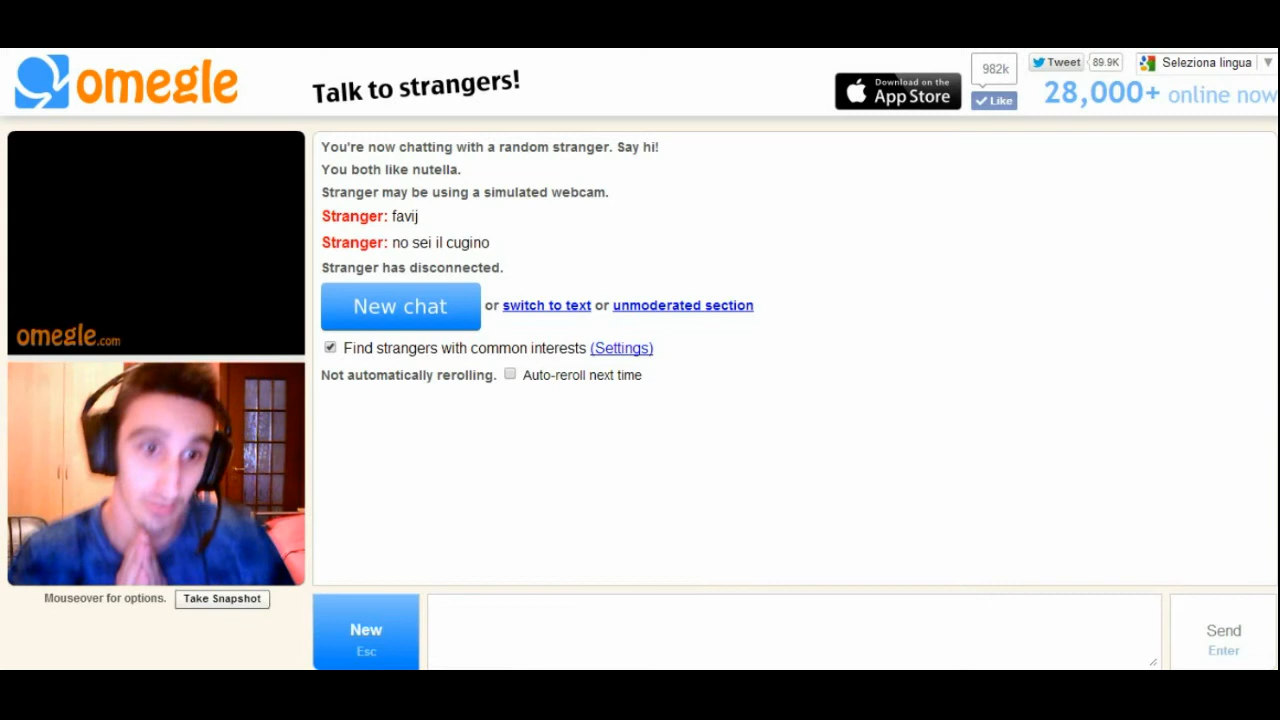 omegle
Talk to strangers!
Download on the
App Store
982k
Like
Tweet
89.9K
Seleziona lingua
28,000+ online now
You're now chatting with a random stranger. Say hi!
You both like nutella.
Stranger may be using a simulated webcam.
Stranger: favij
Stranger: no sei il cugino
Stranger has disconnected.
New chat or switch to text or unmoderated section
Find strangers with common interests (Settings)
Not automatically rerolling. Auto-reroll next time
omegle.com
Mouseover for options. Take Snapshot
New
Esc
Send
Enter